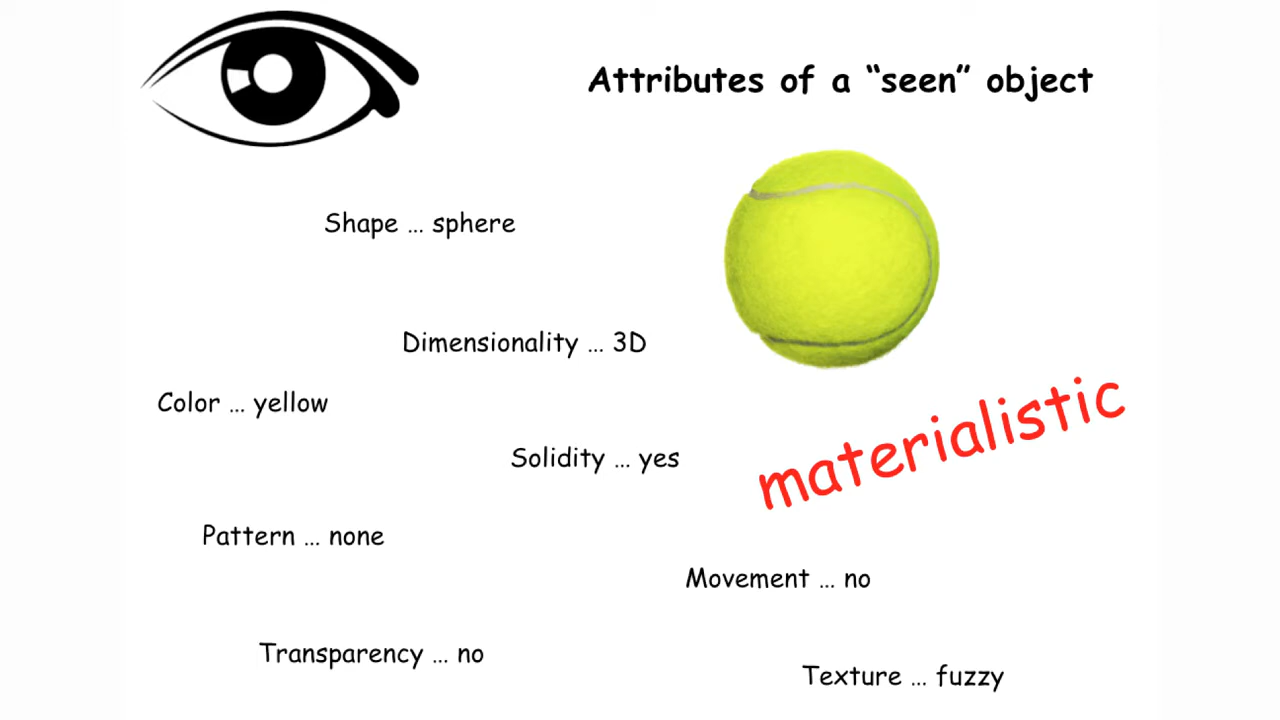 Attributes of a “seen” object
Shape … sphere
Dimensionality … 3D
Color … yellow
materialistic
Solidity … yes
Pattern … none
Movement … no
Transparency … no
Texture … fuzzy